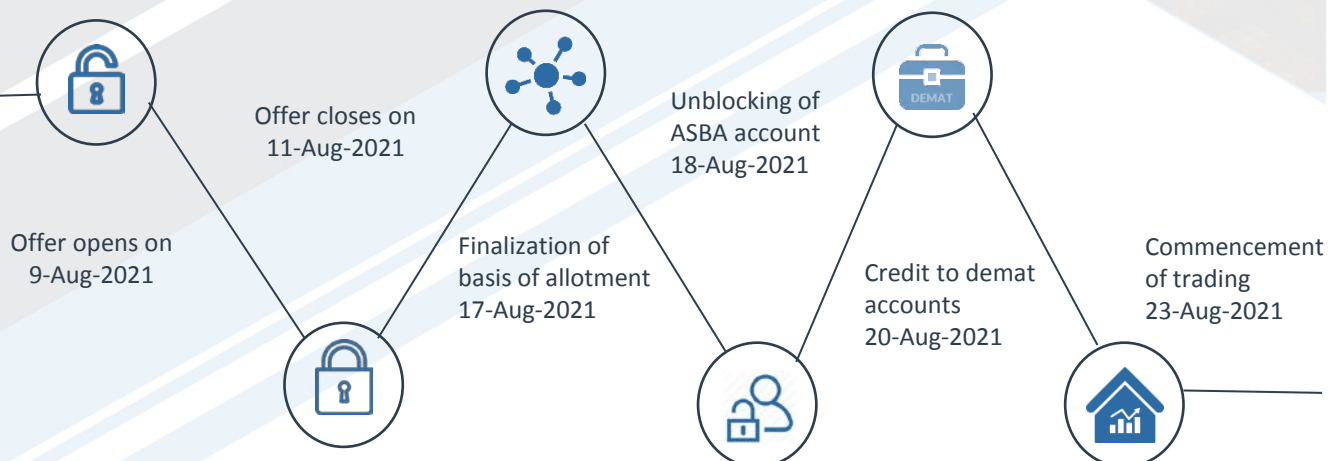 Offer opens on
9-Aug-2021
Offer closes on
11-Aug-2021
Finalization of
basis of allotment
17-Aug-2021
Unblocking of
ASBA account
18-Aug-2021
DEMAT
Credit to demat
accounts
20-Aug-2021
Commencement
of trading
23-Aug-2021